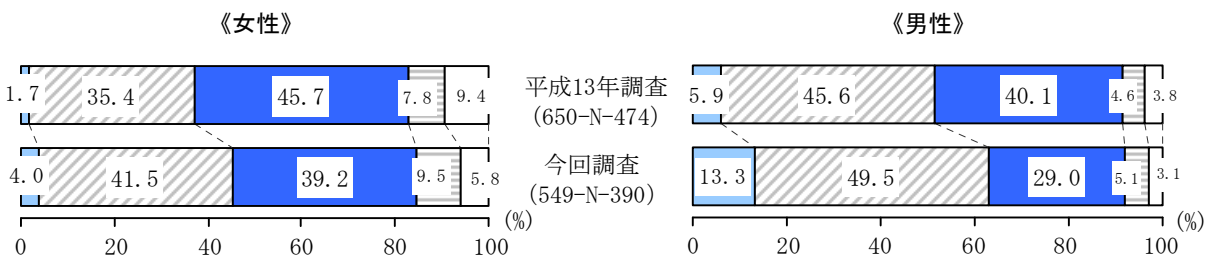 《女性》
《男性》
1.7 35.4 45.7 7.8 9.4
平成13年調査
(650-N-474)
5.9 45.6 40.1 4.6 3.8
4.0 41.5 39.2 9.5 5.8
今回調査
(549-N-390)
13.3 49.5 29.0 5.1 3.1
0 20 40 60 80 100 (%)
0 20 40 60 80 100 (%)